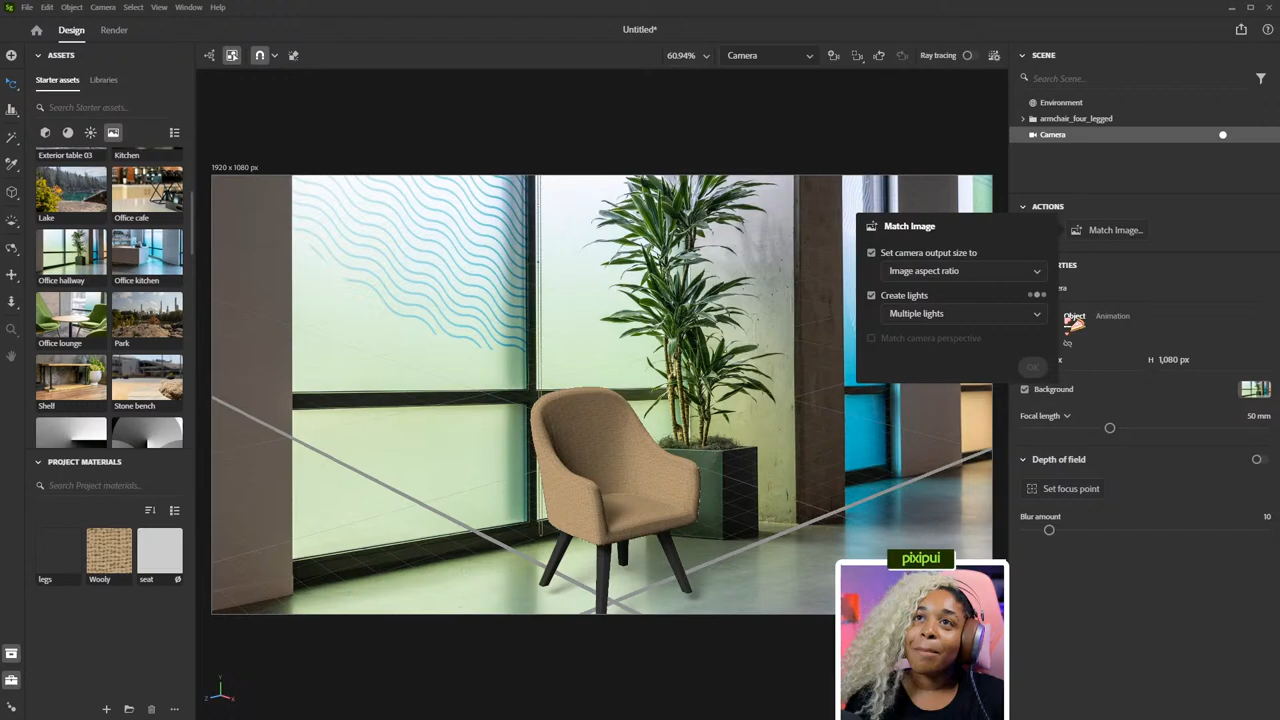 Sg File Edit Object Camera Select View Window Help
Design Render Untitled*
ASSETS
Starter assets Libraries
Search Starter assets...
Exterior table 03 Kitchen
Lake Office cafe
Office hallway Office kitchen
Office lounge Park
Shelf Stone bench
PROJECT MATERIALS
Search Project materials...
legs Wooly seat
60.94% Camera Ray tracing
1920 x 1080 px
Y
Z X
Match Image
Set camera output size to
Image aspect ratio
Create lights
Multiple lights
Match camera perspective
OK
pixipui
SCENE
Search Scene...
Environment
armchair_four_legged
Camera
ACTIONS
Match Image...
Object Animation
H 1,080 px
Background
Focal length 50 mm
Depth of field
Set focus point
Blur amount 10